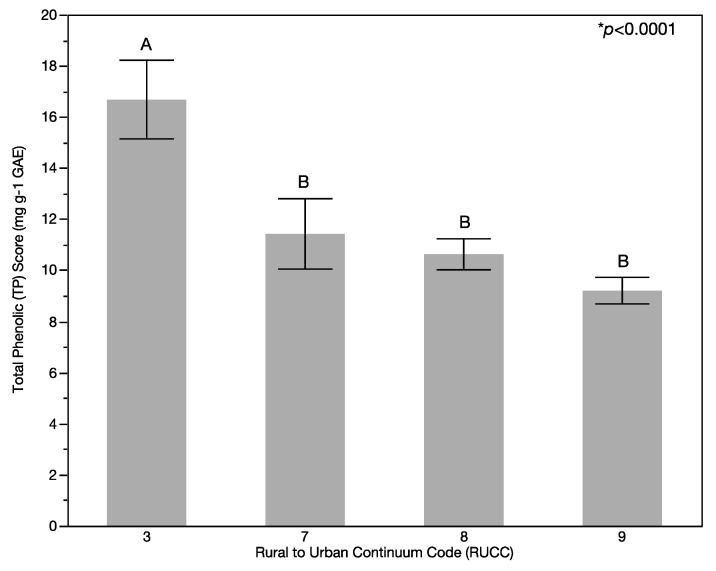 *p<0.0001
A
B
B
B
20
18
16
14
12
10
8
6
4
2
0
Total Phenolic (TP) Score (mg g-1 GAE)
3 7 8 9
Rural to Urban Continuum Code (RUCC)